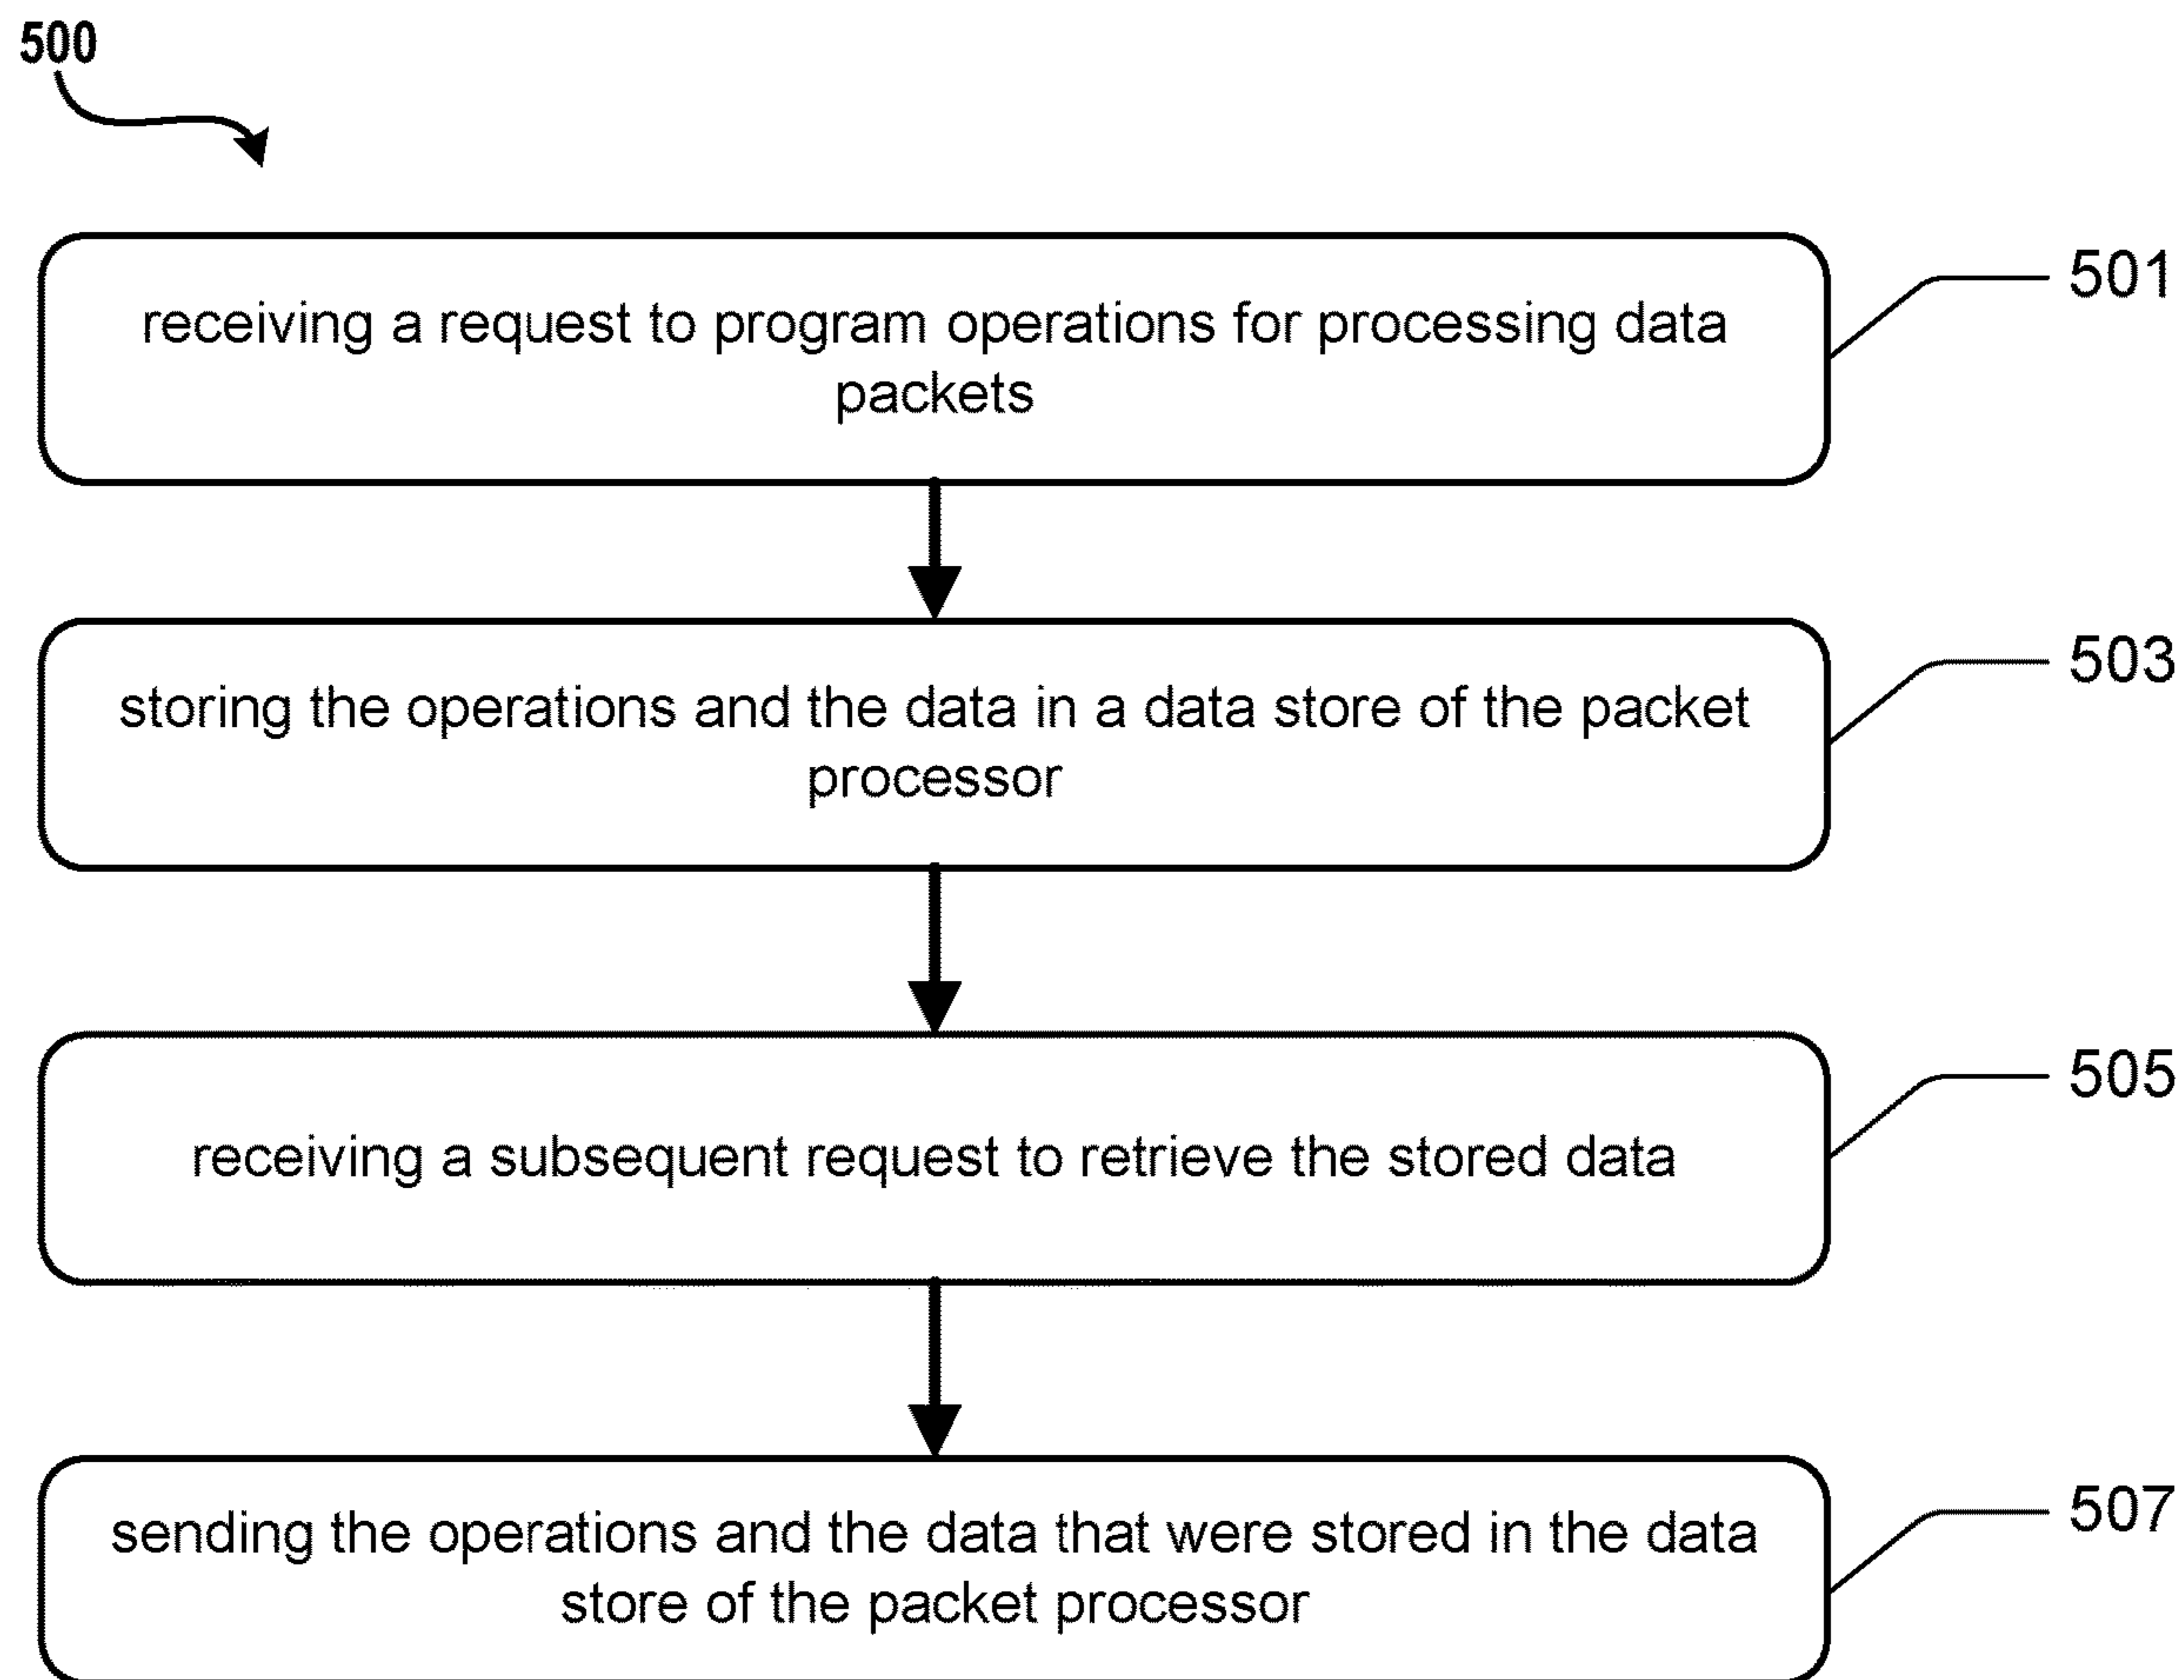 500
receiving a request to program operations for processing data
packets
501
storing the operations and the data in a data store of the packet
processor
503
receiving a subsequent request to retrieve the stored data
505
sending the operations and the data that were stored in the data
store of the packet processor
507